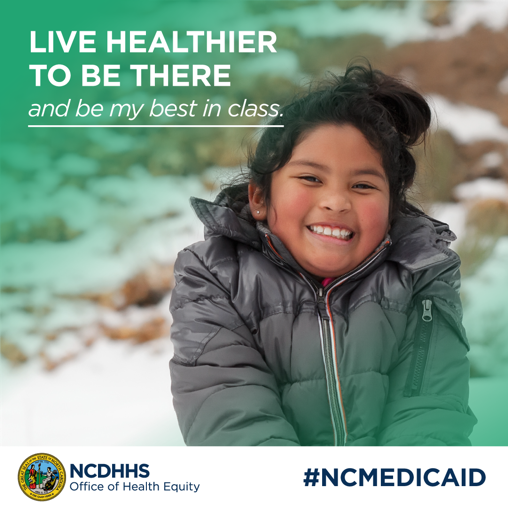 LIVE HEALTHIER
TO BE THERE
and be my best in class.
NCDHHS
Office of Health Equity
#NCMEDICAID